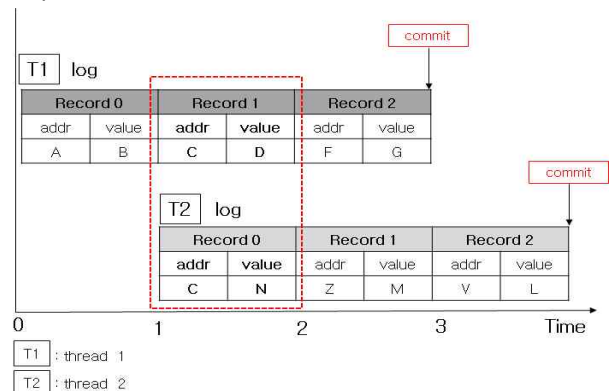 commit
T1 log
Record 0 Record 1 Record 2
addr value addr value addr value
A B C D F G
commit
T2 log
Record 0 Record 1 Record 2
addr value addr value addr value
C N Z M V L
0 1 2 3 Time
T1 : thread 1
T2 : thread 2